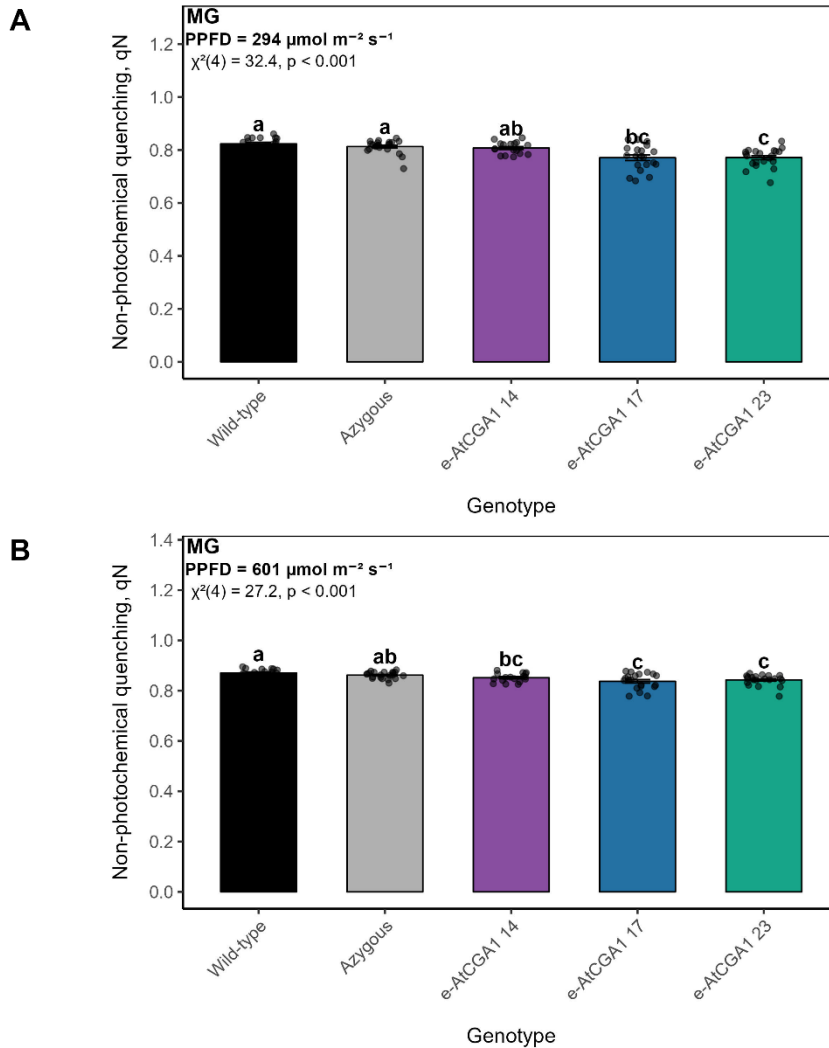 A
MG
PPFD = 294 μmol m⁻² s⁻¹
χ²(4) = 32.4, p < 0.001
Non-photochemical quenching, qN
1.2
1.0
0.8
0.6
0.4
0.2
0.0
a
a
ab
bc
c
Wild-type
Azygous
e-AtCGA1 14
e-AtCGA1 17
e-AtCGA1 23
Genotype
B
MG
PPFD = 601 μmol m⁻² s⁻¹
χ²(4) = 27.2, p < 0.001
Non-photochemical quenching, qN
1.4
1.2
1.0
0.8
0.6
0.4
0.2
0.0
a
ab
bc
c
c
Wild-type
Azygous
e-AtCGA1 14
e-AtCGA1 17
e-AtCGA1 23
Genotype